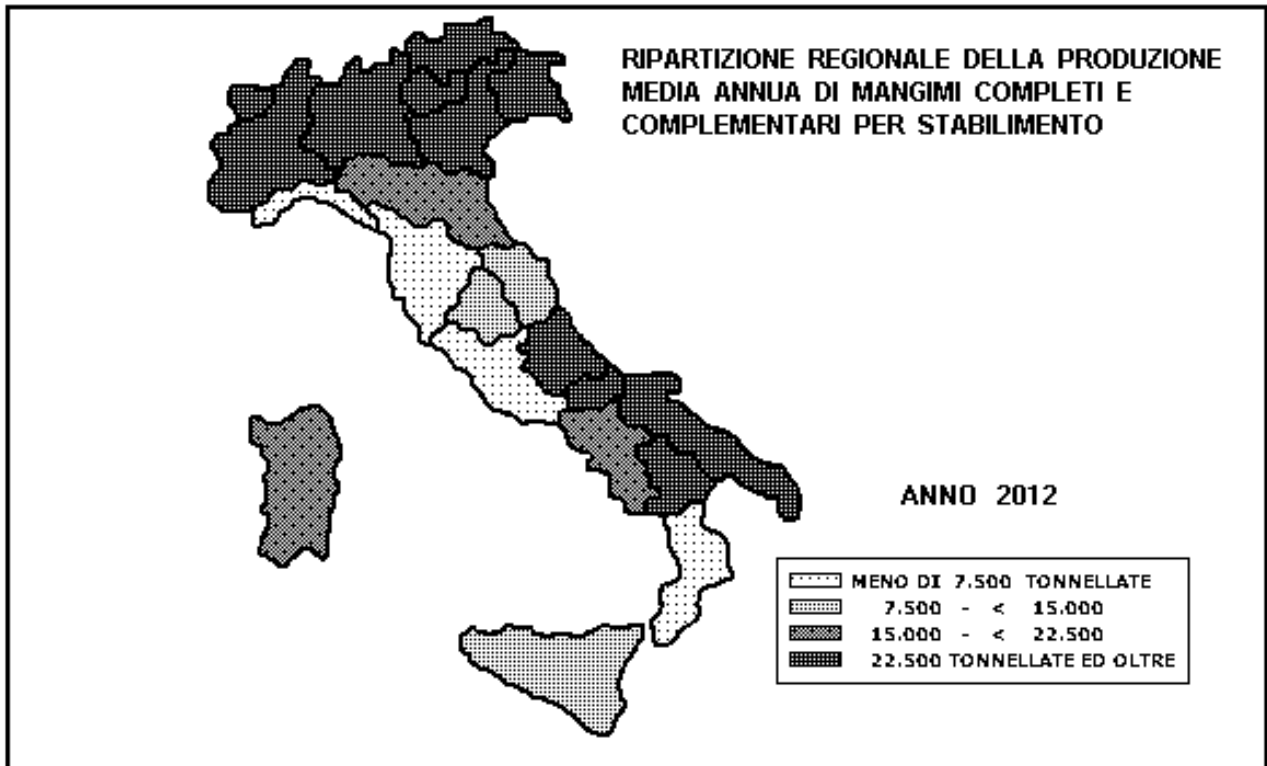 RIPARTIZIONE REGIONALE DELLA PRODUZIONE
MEDIA ANNUA DI MANGIMI COMPLETI E
COMPLEMENTARI PER STABILIMENTO
ANNO 2012
MENO DI 7.500 TONNELLATE
7.500 - < 15.000
15.000 - < 22.500
22.500 TONNELLATE ED OLTRE